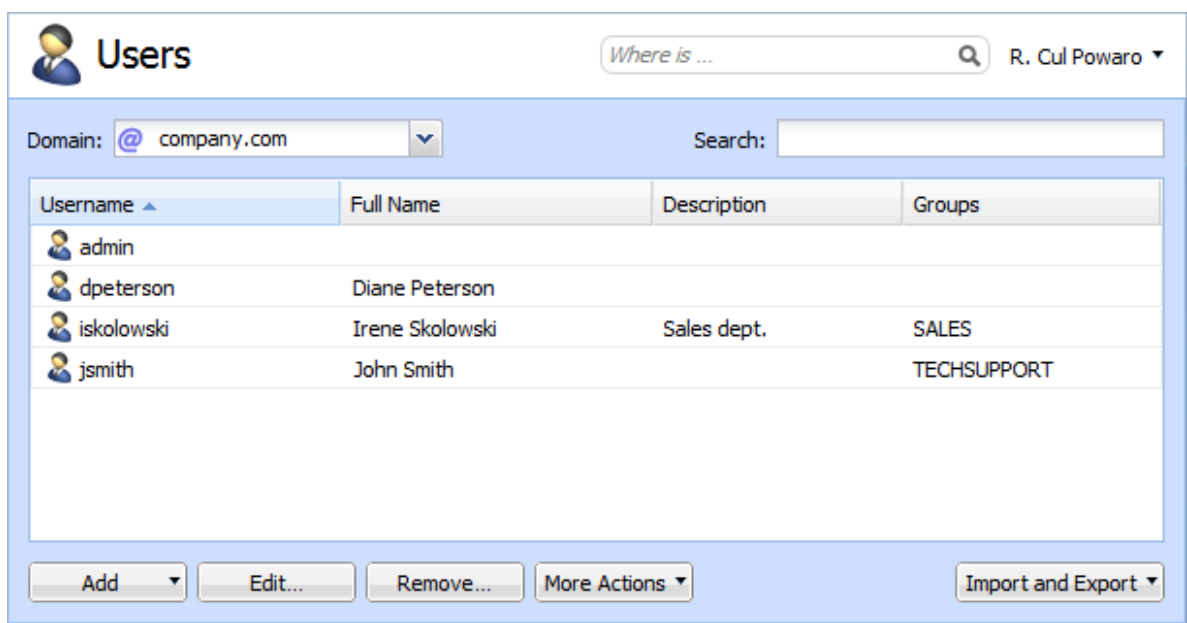 Users Where is ... R. Cul Powaro
Domain: @ company.com Search:
Username Full Name Description Groups
admin
dpeterson Diane Peterson
iskolowski Irene Skolowski Sales dept. SALES
jsmith John Smith TECHSUPPORT
Add Edit... Remove... More Actions Import and Export